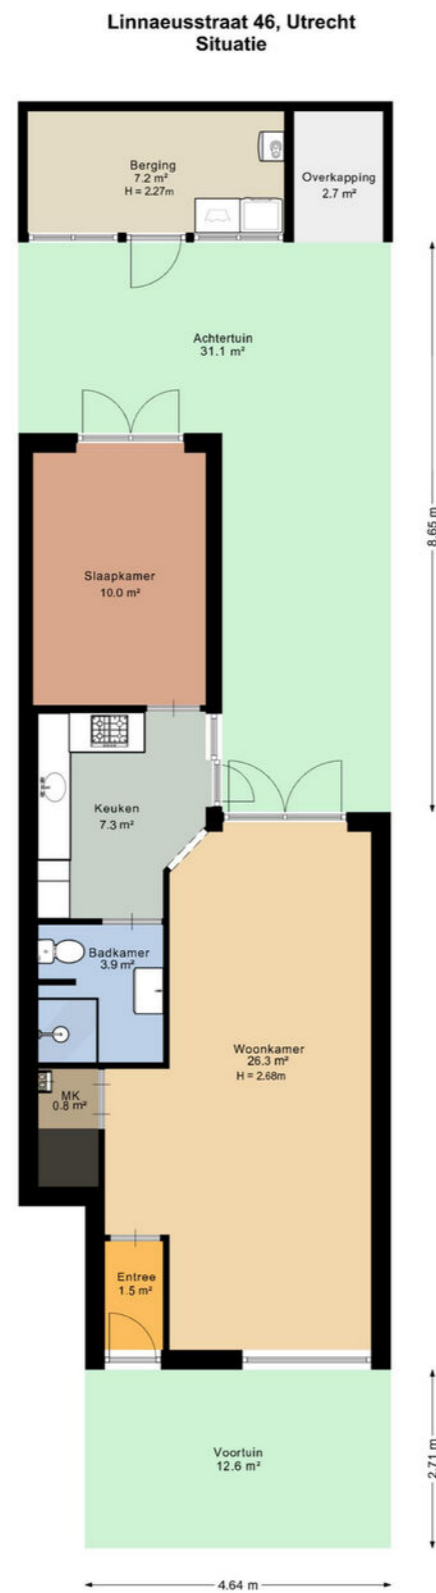 Linnaeusstraat 46, Utrecht
Situatie
Berging
7.2 m²
H = 2.27m
Overkapping
2.7 m²
Achtertuin
31.1 m²
8.65 m
Slaapkamer
10.0 m²
Keuken
7.3 m²
Badkamer
3.9 m²
Woonkamer
26.3 m²
H = 2.68m
MK
0.8 m²
Entree
1.5 m²
Voortuin
12.6 m²
2.71 m
4.64 m